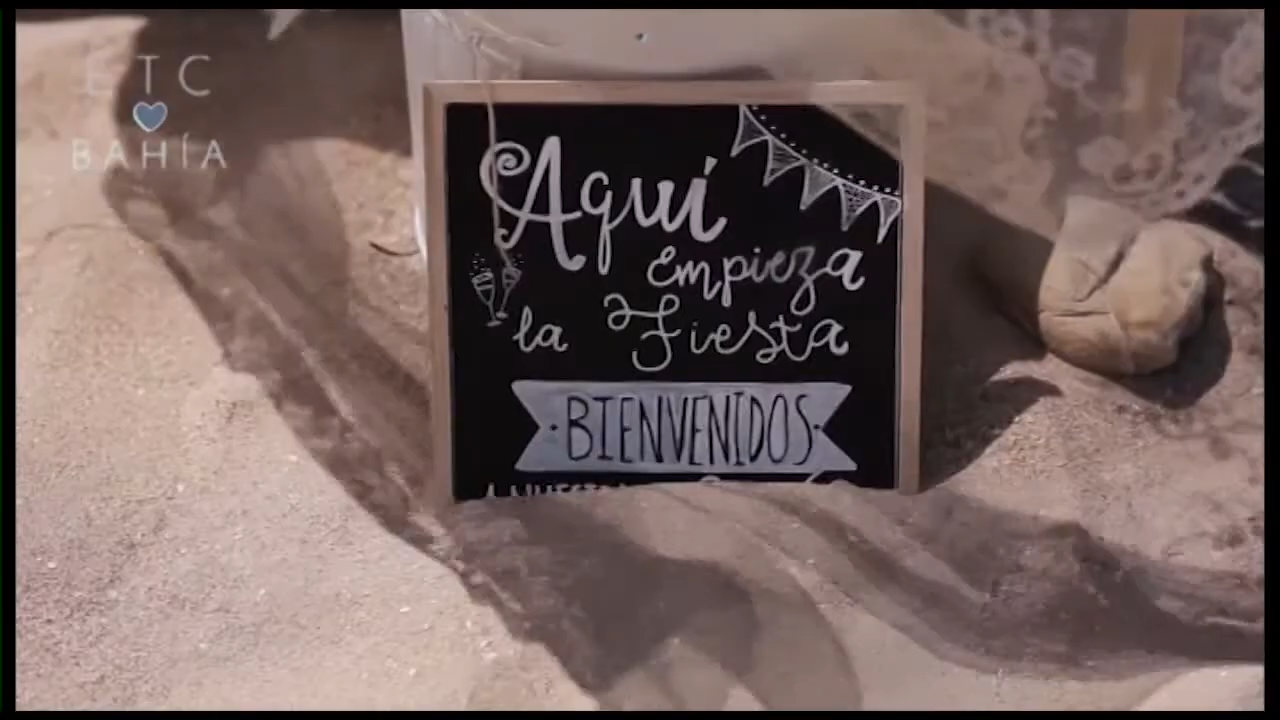 ETC
BAHÍA
Aquí
empieza
la Fiesta
BIENVENIDOS